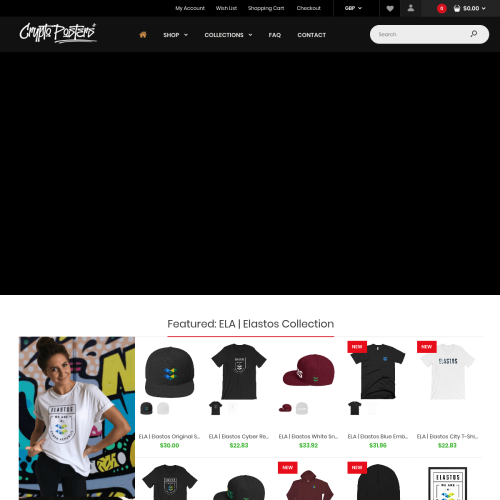 My Account Wish List Shopping Cart Checkout GBP 0 $0.00
Crypto Posters
SHOP COLLECTIONS FAQ CONTACT Search
Featured: ELA | Elastos Collection
NEW NEW
ELASTOS
ELASTOS
WE ARE
ELA | Elastos Original S... ELA | Elastos Cyber Re... ELA | Elastos White Sn... ELA | Elastos Blue Emb... ELA | Elastos City T-Shi...
$30.00 $22.83 $33.92 $31.96 $22.83
NEW NEW
ELASTOS